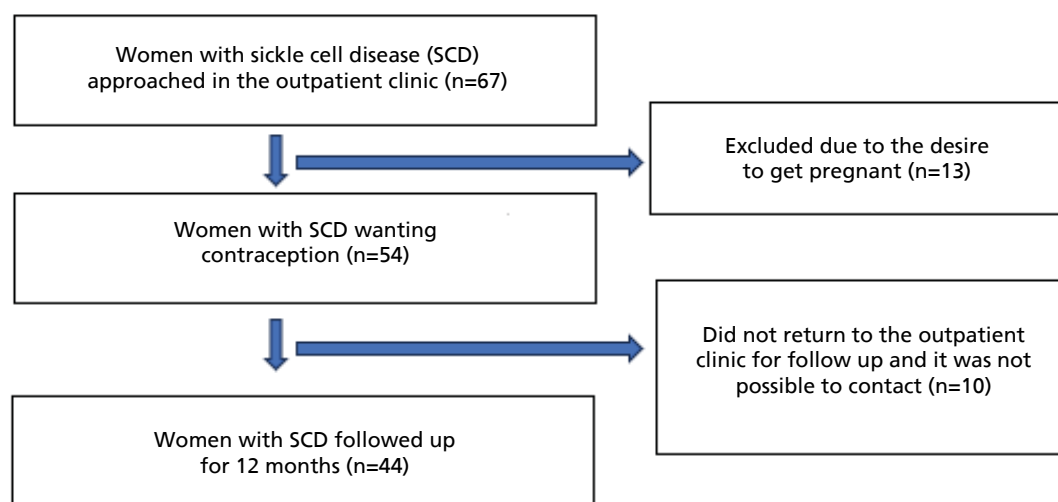 Women with sickle cell disease (SCD)
approached in the outpatient clinic (n=67)
Excluded due to the desire
to get pregnant (n=13)
Women with SCD wanting
contraception (n=54)
Did not return to the outpatient
clinic for follow up and it was not
possible to contact (n=10)
Women with SCD followed up
for 12 months (n=44)